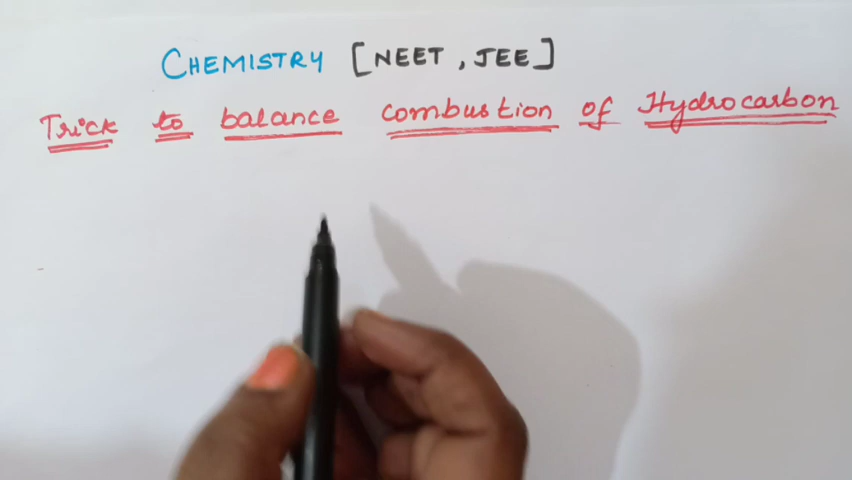 CHEMISTRY [NEET, JEE]
Trick to balance combustion of Hydrocarbon